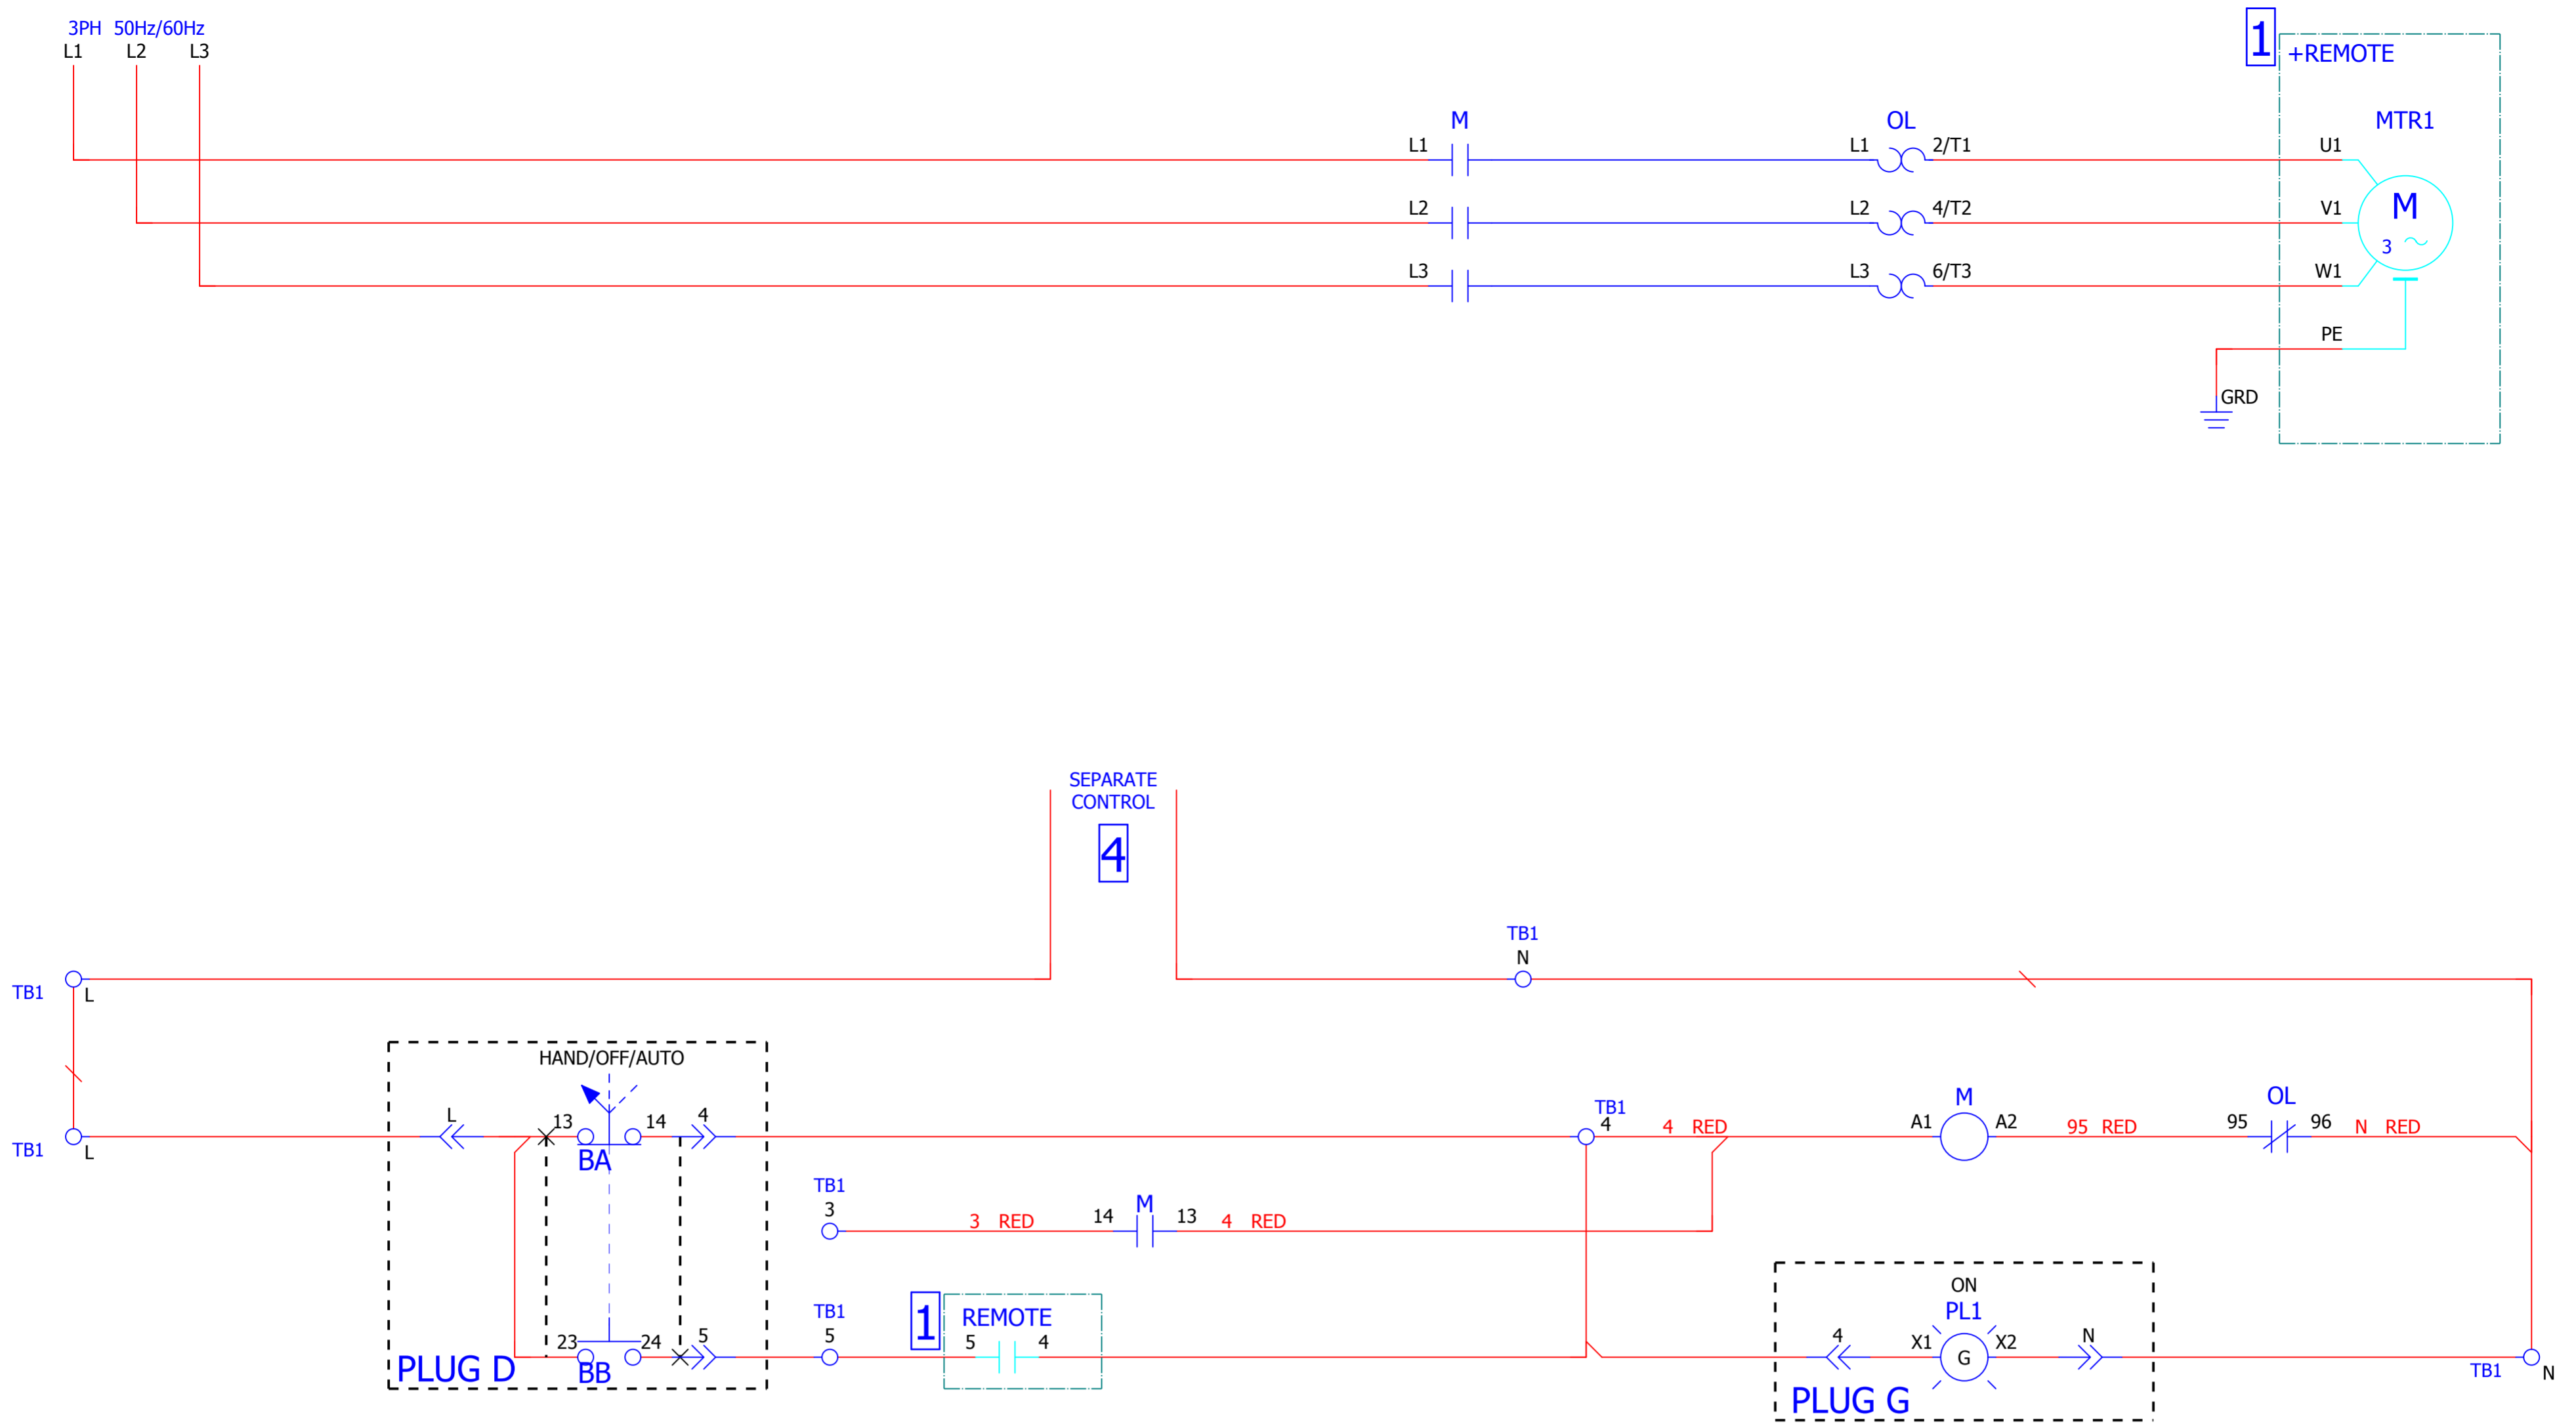 3PH 50Hz/60Hz
L1 L2 L3
1
+REMOTE
M
OL
MTR1
L1
L1
2/T1
U1
L2
L2
4/T2
V1
M
3
L3
L3
6/T3
W1
PE
GRD
SEPARATE
CONTROL
4
TB1
N
TB1
L
HAND/OFF/AUTO
TB1
L
L
13
14
4
BA
TB1
4
4 RED
M
A1
A2
95 RED
OL
95
96
N RED
TB1
3
3 RED
14
M
13
4 RED
23
24
BB
5
PLUG D
TB1
5
1
REMOTE
5
4
ON
PL1
4
X1
G
X2
N
PLUG G
TB1
N